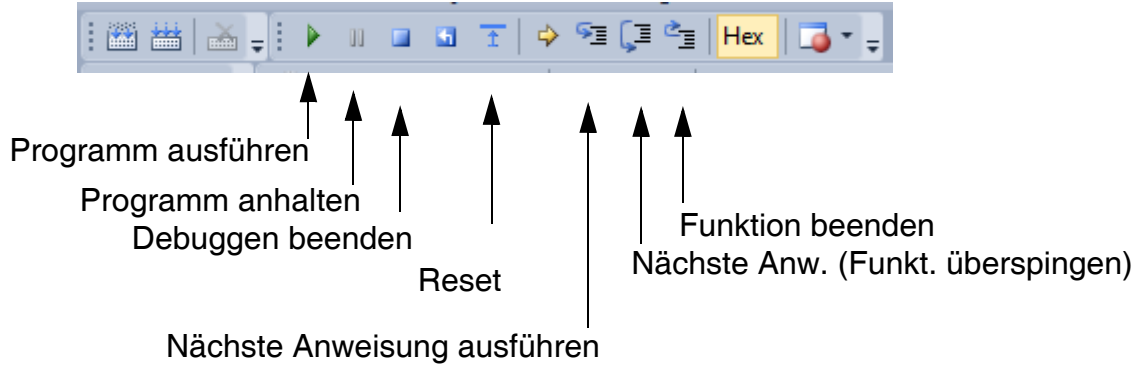 Hex
Programm ausführen
Programm anhalten
Debuggen beenden
Funktion beenden
Nächste Anw. (Funkt. überspingen)
Reset
Nächste Anweisung ausführen